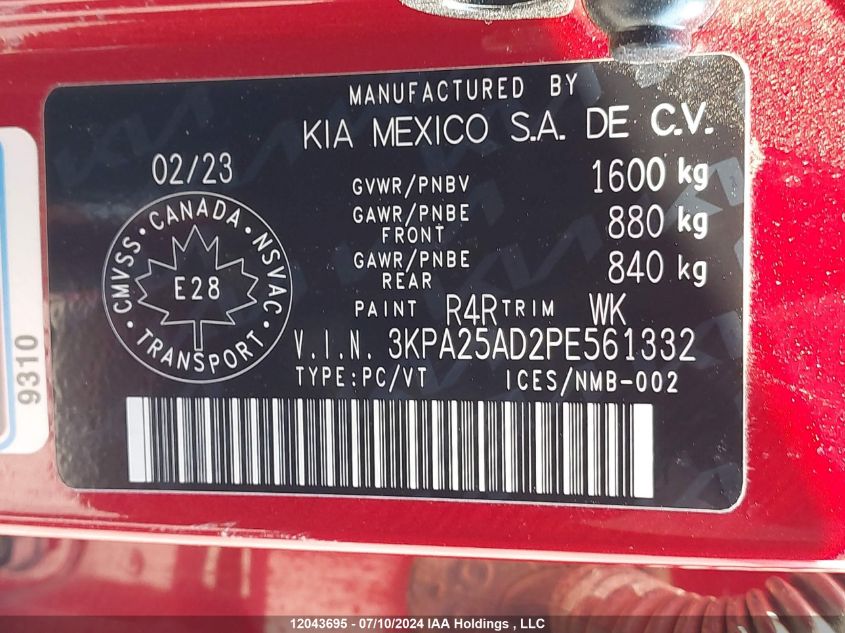 MANUFACTURED BY
KIA MEXICO S.A. DE C.V.
02/23
GVWR/PNBV 1600 kg
GAWR/PNBE FRONT 880 kg
GAWR/PNBE REAR 840 kg
CMVSS · CANADA · NSVAC · TRANSPORT ·
E28
PAINT R4R TRIM WK
V.I.N. 3KPA25AD2PE561332
TYPE:PC/VT ICES/NMB-002
9310
12043695 - 07/10/2024 IAA Holdings , LLC